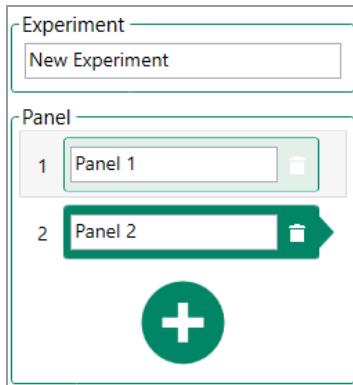 Experiment
New Experiment
Panel
1 Panel 1
2 Panel 2